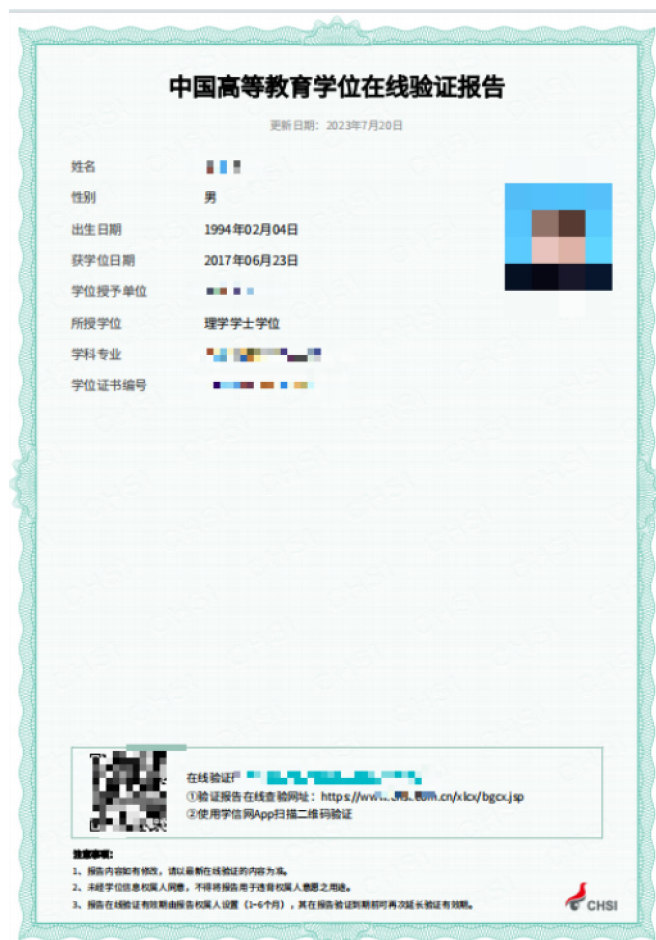 中国高等教育学位在线验证报告
更新日期：2023年7月20日
姓名
性别 男
出生日期 1994年02月04日
获学位日期 2017年06月23日
学位授予单位
所授学位 理学学士学位
学科专业
学位证书编号
在线验证
①验证报告在线查验网址：https://www.chsi.com.cn/xlcx/bgcx.jsp
②使用学信网App扫描二维码验证
注意事项：
1、报告内容如有修改，请以最新在线验证的内容为准。
2、未经学位信息权属人同意，不得将报告用于违背权属人意愿之用途。
3、报告在线验证有效期由报告权属人设置（1-6个月），其在报告验证到期前可再次延长验证有效期。
CHSI